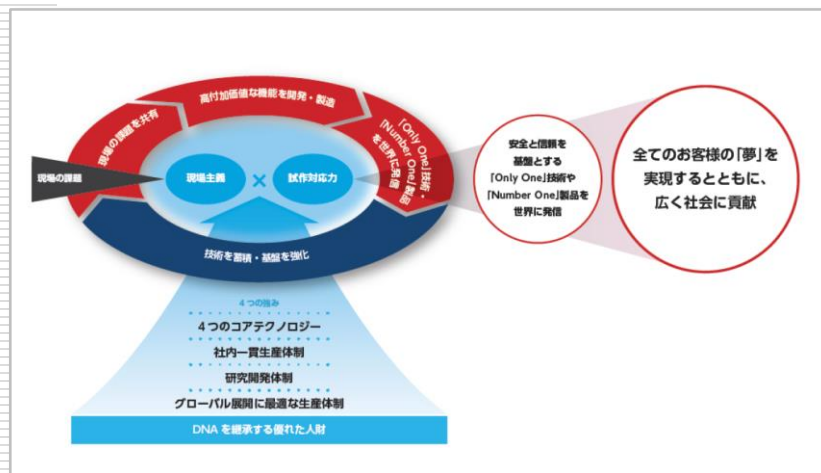 現場の課題
現場の課題を共有
高付加価値な機能を開発・製造
「Only One」技術・
「Number One」製品
を世界に発信
現場主義
×
試作対応力
技術を蓄積・基盤を強化
4つの強み
4つのコアテクノロジー
社内一貫生産体制
研究開発体制
グローバル展開に最適な生産体制
DNAを継承する優れた人財
安全と信頼を
基盤とする
「Only One」技術や
「Number One」製品を
世界に発信
全てのお客様の「夢」を
実現するとともに、
広く社会に貢献